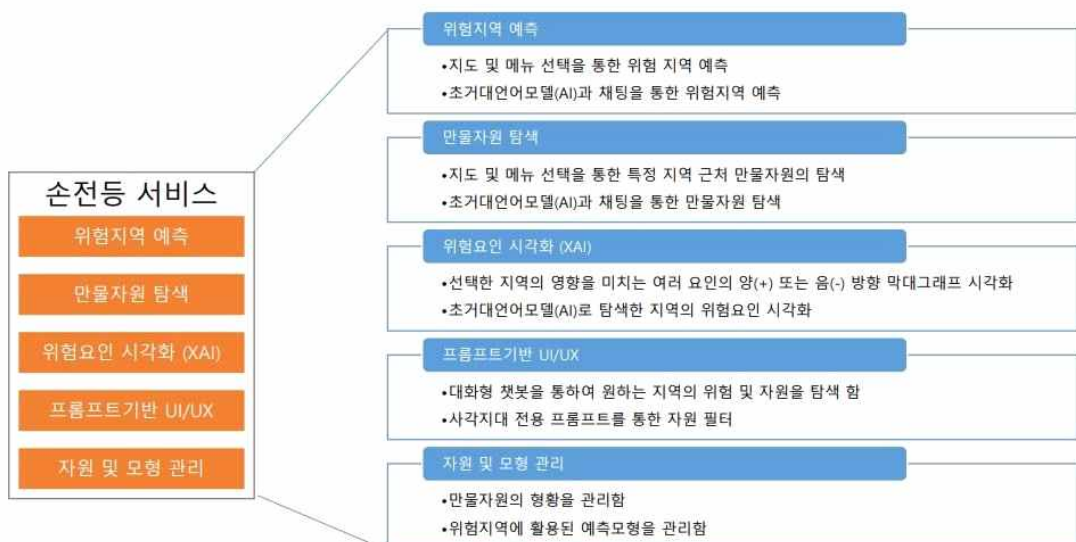 손전등 서비스
위험지역 예측
만물자원 탐색
위험요인 시각화 (XAI)
프롬프트기반 UI/UX
자원 및 모형 관리
위험지역 예측
•지도 및 메뉴 선택을 통한 위험 지역 예측
•초거대언어모델(AI)과 채팅을 통한 위험지역 예측
만물자원 탐색
•지도 및 메뉴 선택을 통한 특정 지역 근처 만물자원의 탐색
•초거대언어모델(AI)과 채팅을 통한 만물자원 탐색
위험요인 시각화 (XAI)
•선택한 지역의 영향을 미치는 여러 요인의 양(+) 또는 음(-) 방향 막대그래프 시각화
•초거대언어모델(AI)로 탐색한 지역의 위험요인 시각화
프롬프트기반 UI/UX
•대화형 챗봇을 통하여 원하는 지역의 위험 및 자원을 탐색 함
•사각지대 전용 프롬프트를 통한 자원 필터
자원 및 모형 관리
•만물자원의 형황을 관리함
•위험지역에 활용된 예측모형을 관리함